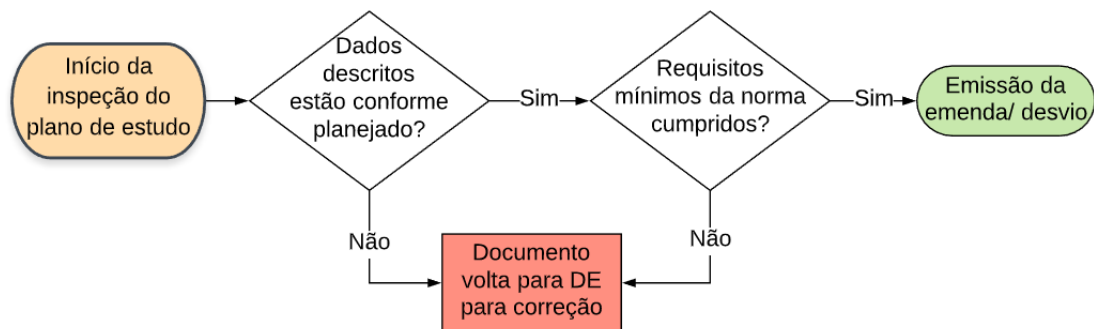 Início da
inspeção do
plano de estudo
Dados
descritos
estão conforme
planejado?
Sim
Requisitos
mínimos da norma
cumpridos?
Sim
Emissão da
emenda/ desvio
Não
Documento
volta para DE
para correção
Não